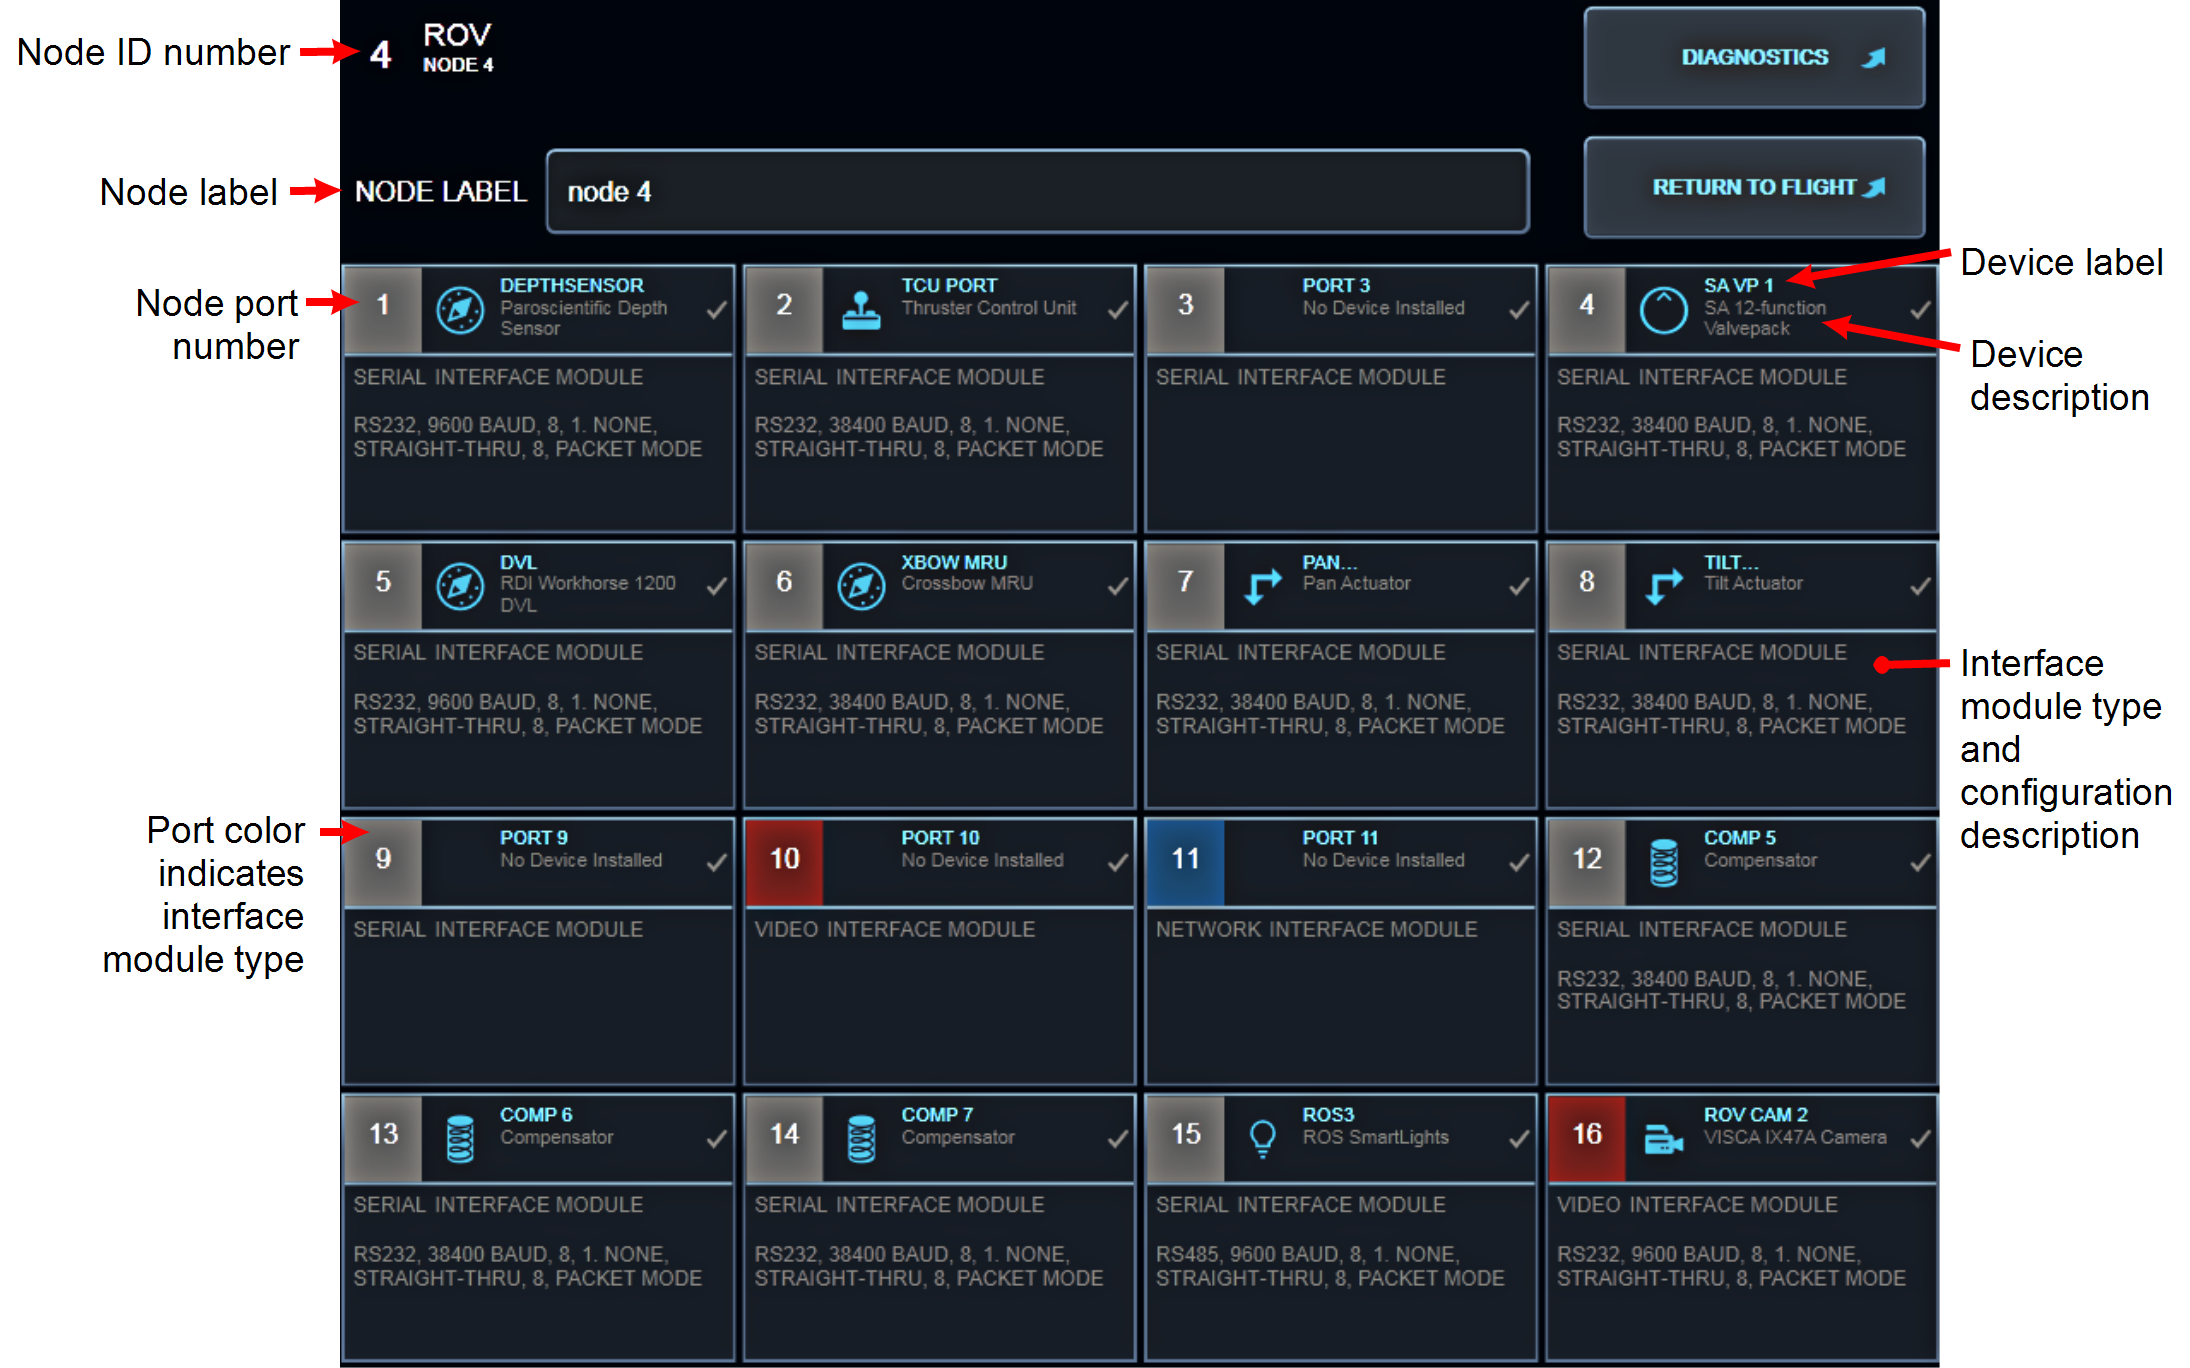 Node ID number
4
ROV
NODE 4
DIAGNOSTICS
Node label
NODE LABEL
node 4
RETURN TO FLIGHT
Device label
Device
description
Node port
number
1
DEPTHSENSOR
Paroscientific Depth
Sensor
SERIAL INTERFACE MODULE
RS232, 9600 BAUD, 8, 1. NONE,
STRAIGHT-THRU, 8, PACKET MODE
2
TCU PORT
Thruster Control Unit
SERIAL INTERFACE MODULE
RS232, 38400 BAUD, 8, 1. NONE,
STRAIGHT-THRU, 8, PACKET MODE
3
PORT 3
No Device Installed
SERIAL INTERFACE MODULE
4
SA VP 1
SA 12-function
Valvepack
SERIAL INTERFACE MODULE
RS232, 38400 BAUD, 8, 1. NONE,
STRAIGHT-THRU, 8, PACKET MODE
5
DVL
RDI Workhorse 1200
DVL
SERIAL INTERFACE MODULE
RS232, 9600 BAUD, 8, 1. NONE,
STRAIGHT-THRU, 8, PACKET MODE
6
XBOW MRU
Crossbow MRU
SERIAL INTERFACE MODULE
RS232, 38400 BAUD, 8, 1. NONE,
STRAIGHT-THRU, 8, PACKET MODE
7
PAN...
Pan Actuator
SERIAL INTERFACE MODULE
RS232, 38400 BAUD, 8, 1. NONE,
STRAIGHT-THRU, 8, PACKET MODE
8
TILT...
Tilt Actuator
SERIAL INTERFACE MODULE
RS232, 38400 BAUD, 8, 1. NONE,
STRAIGHT-THRU, 8, PACKET MODE
Interface
module type
and
configuration
description
Port color
indicates
interface
module type
9
PORT 9
No Device Installed
SERIAL INTERFACE MODULE
10
PORT 10
No Device Installed
VIDEO INTERFACE MODULE
11
PORT 11
No Device Installed
NETWORK INTERFACE MODULE
12
COMP 5
Compensator
SERIAL INTERFACE MODULE
RS232, 38400 BAUD, 8, 1. NONE,
STRAIGHT-THRU, 8, PACKET MODE
13
COMP 6
Compensator
SERIAL INTERFACE MODULE
RS232, 38400 BAUD, 8, 1. NONE,
STRAIGHT-THRU, 8, PACKET MODE
14
COMP 7
Compensator
SERIAL INTERFACE MODULE
RS232, 38400 BAUD, 8, 1. NONE,
STRAIGHT-THRU, 8, PACKET MODE
15
ROS3
ROS SmartLights
SERIAL INTERFACE MODULE
RS485, 9600 BAUD, 8, 1. NONE,
STRAIGHT-THRU, 8, PACKET MODE
16
ROV CAM 2
VISCA IX47A Camera
VIDEO INTERFACE MODULE
RS232, 9600 BAUD, 8, 1. NONE,
STRAIGHT-THRU, 8, PACKET MODE